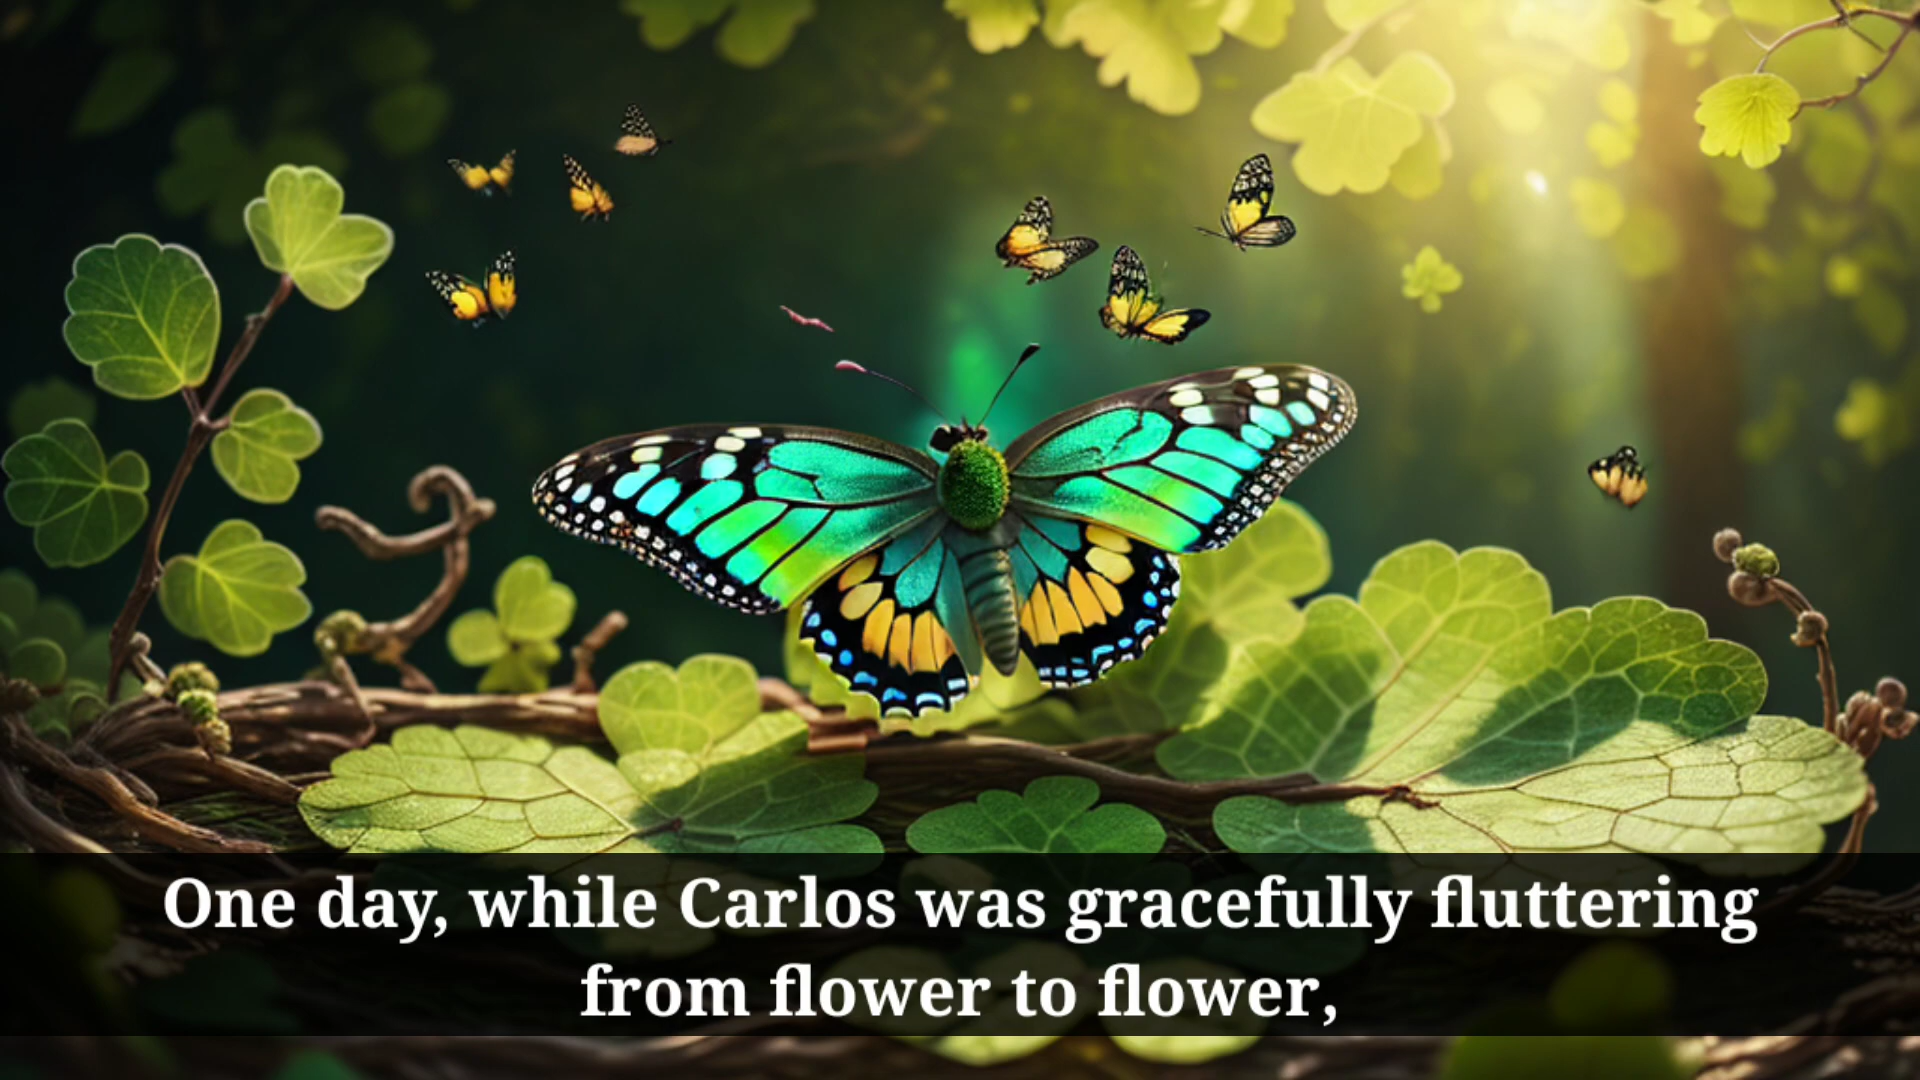 One day, while Carlos was gracefully fluttering
from flower to flower,